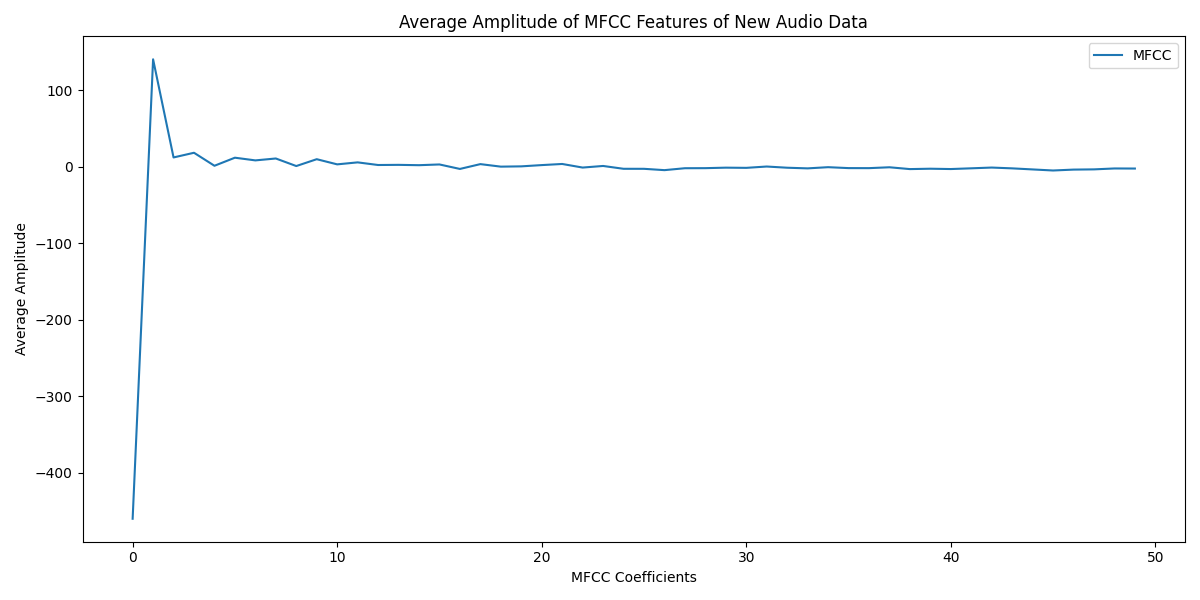 Average Amplitude of MFCC Features of New Audio Data
MFCC
100
0
−100
−200
−300
−400
Average Amplitude
0 10 20 30 40 50
MFCC Coefficients